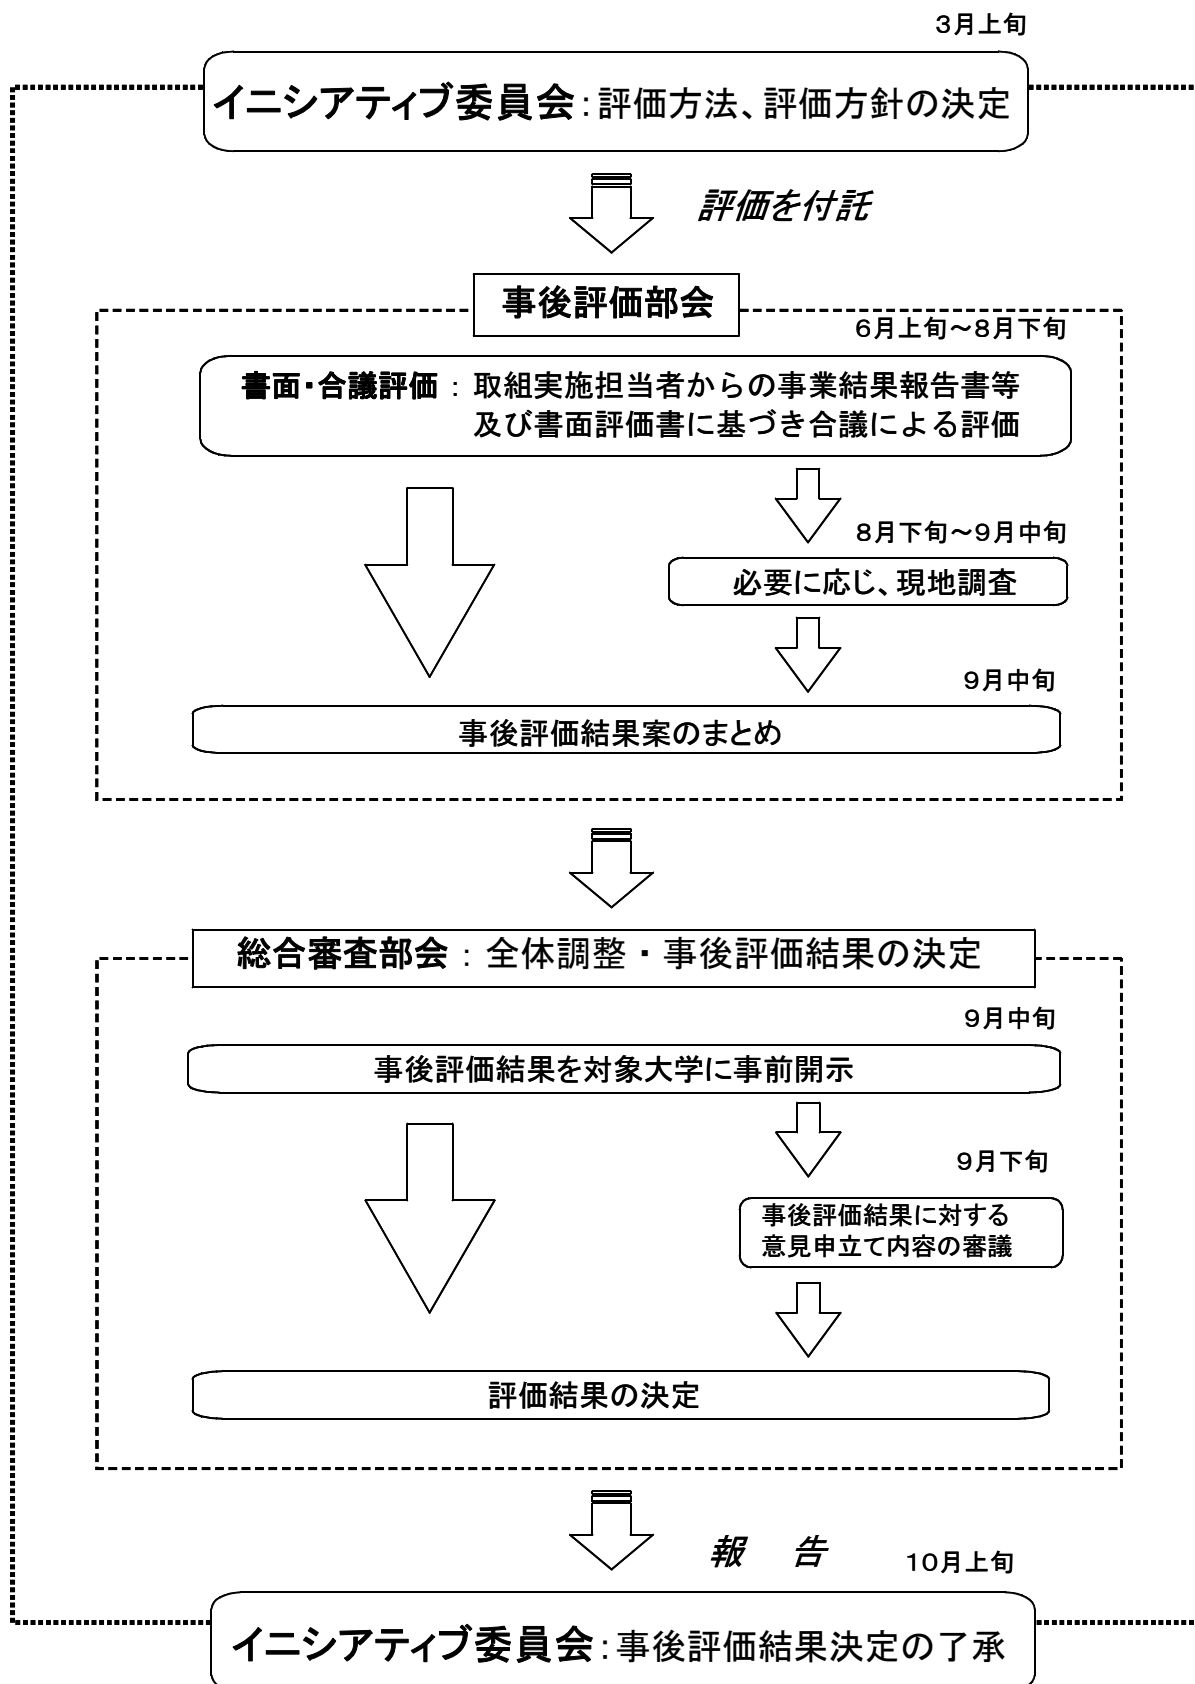 3月上旬
イニシアティブ委員会：評価方法、評価方針の決定
評価を付託
事後評価部会
6月上旬～8月下旬
書面・合議評価： 取組実施担当者からの事業結果報告書等
及び書面評価書に基づき合議による評価
8月下旬～9月中旬
必要に応じ、現地調査
9月中旬
事後評価結果案のまとめ
総合審査部会：全体調整・事後評価結果の決定
9月中旬
事後評価結果を対象大学に事前開示
9月下旬
事後評価結果に対する
意見申立て内容の審議
評価結果の決定
報　告
10月上旬
イニシアティブ委員会：事後評価結果決定の了承